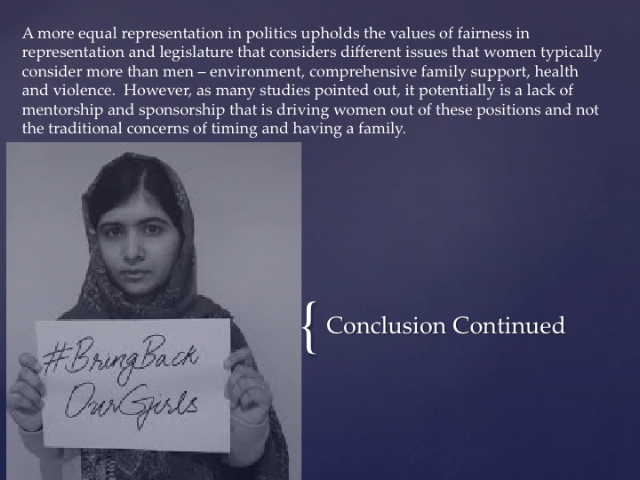 A more equal representation in politics upholds the values of fairness in
representation and legislature that considers different issues that women typically
consider more than men – environment, comprehensive family support, health
and violence.  However, as many studies pointed out, it potentially is a lack of
mentorship and sponsorship that is driving women out of these positions and not
the traditional concerns of timing and having a family.
{ Conclusion Continued
#BringBack
OurGirls